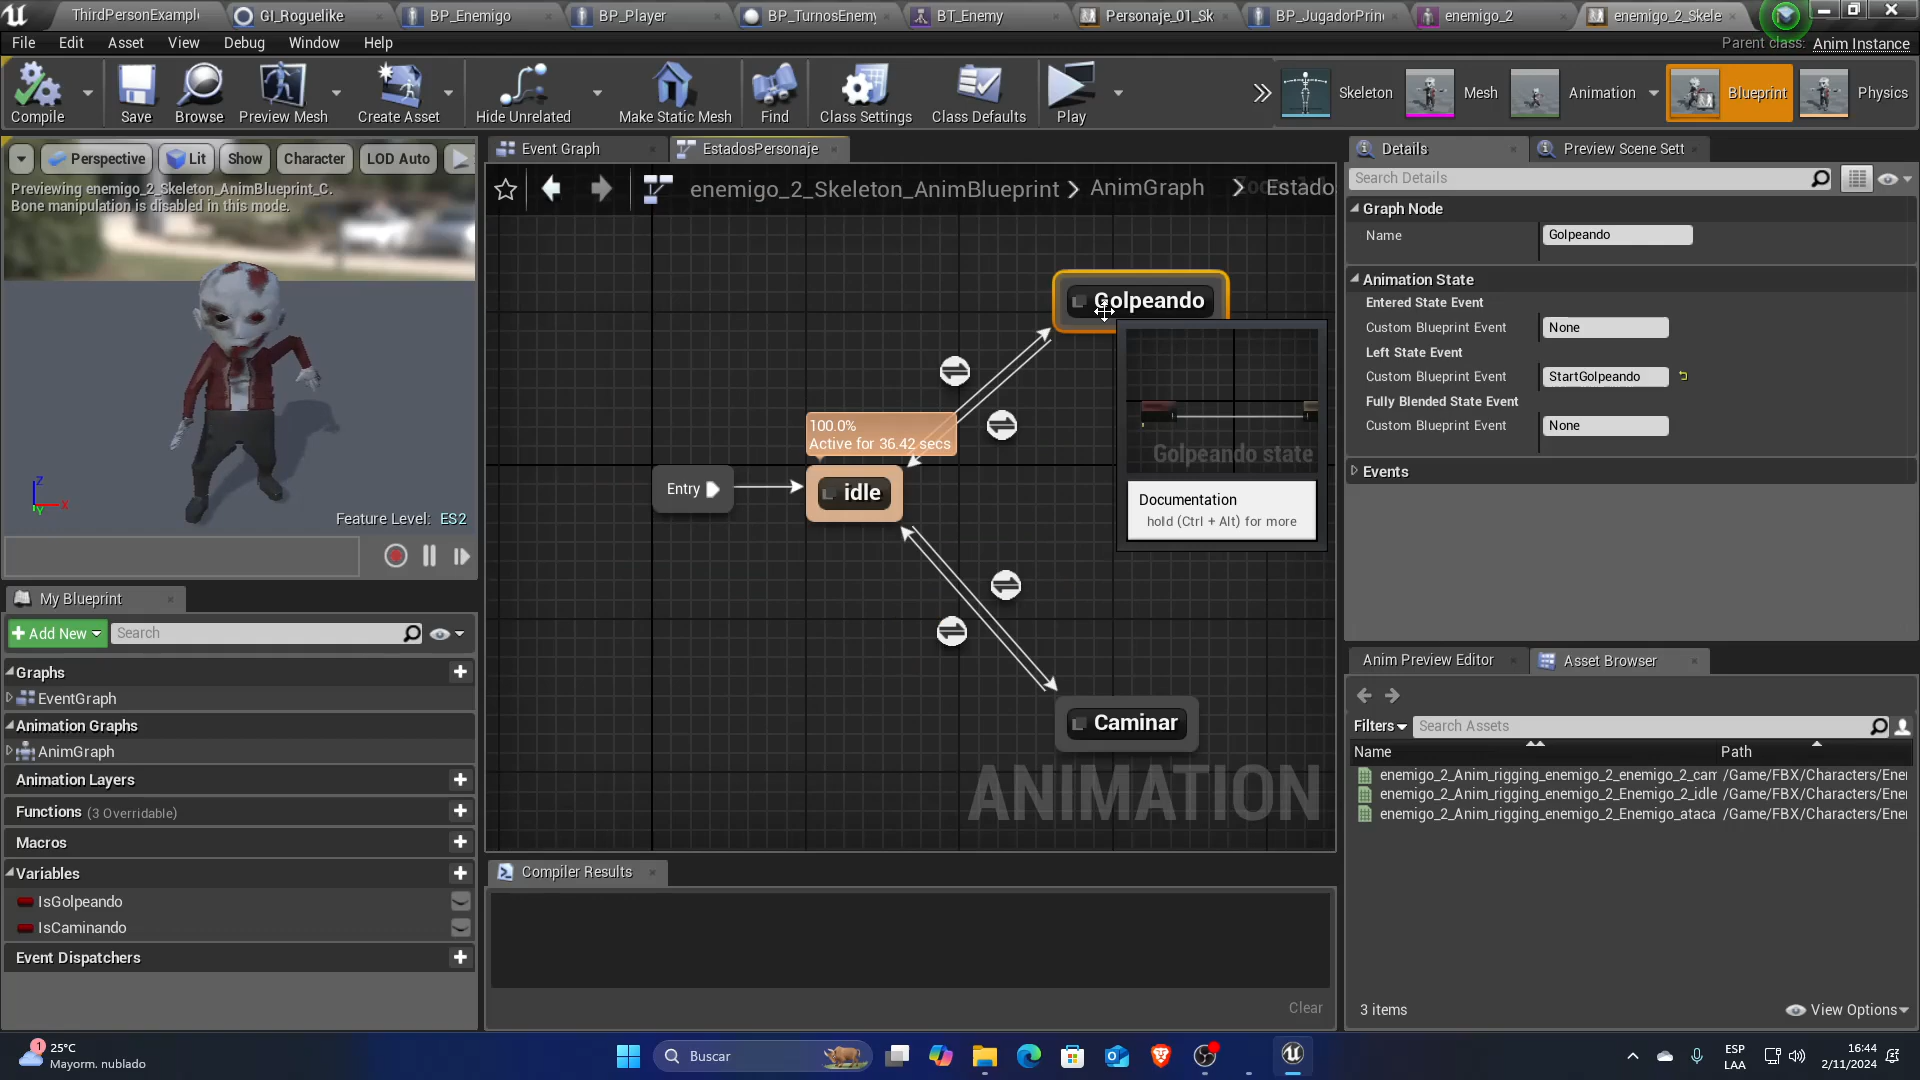 ThirdPersonExampl
GI_Roguelike
BP_Enemigo
BP_Player
BP_TurnosEnemy
BT_Enemy
Personaje_01_Sk
BP_JugadorPrin
enemigo_2
enemigo_2_Skele
File Edit Asset View Window Debug Help
Parent class: Anim Instance
Compile
Save
Browse
Preview Mesh
Create Asset
Hide Unrelated
Make Static Mesh
Find
Class Settings
Class Defaults
Play
Skeleton
Mesh
Animation
Blueprint
Physics
Perspective
Lit
Show
Character
LOD Auto
Previewing enemigo_2_Skeleton_AnimBlueprint_C.
Bone manipulation is disabled in this mode.
Z
X
Y
Feature Level: ES2
Event Graph
EstadosPersonaje
enemigo_2_Skeleton_AnimBlueprint > AnimGraph > Estado
Golpeando
100.0%
Active for 36.42 secs
Entry
idle
Golpeando state
Documentation
hold (Ctrl + Alt) for more
Caminar
ANIMATION
Details
Preview Scene Sett
Search Details
Graph Node
Name Golpeando
Animation State
Entered State Event
Custom Blueprint Event None
Left State Event
Custom Blueprint Event StartGolpeando
Fully Blended State Event
Custom Blueprint Event None
Events
My Blueprint
Add New
Search
Graphs
EventGraph
Animation Graphs
AnimGraph
Animation Layers
Functions (3 Overridable)
Macros
Variables
IsGolpeando
IsCaminando
Event Dispatchers
Compiler Results
Clear
Anim Preview Editor
Asset Browser
Filters
Search Assets
Name Path
enemigo_2_Anim_rigging_enemigo_2_enemigo_2_cam /Game/FBX/Characters/Ene
enemigo_2_Anim_rigging_enemigo_2_Enemigo_2_idle /Game/FBX/Characters/Ene
enemigo_2_Anim_rigging_enemigo_2_Enemigo_ataca /Game/FBX/Characters/Ene
3 items
View Options
1
25°C
Mayorm. nublado
Buscar
ESP
LAA
16:44
2/11/2024